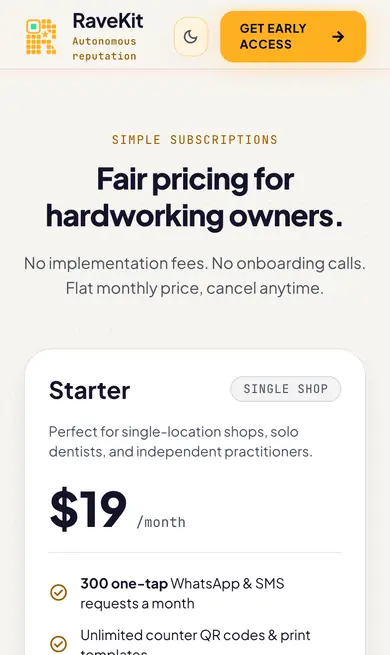 RaveKit
Autonomous
reputation
GET EARLY
ACCESS
SIMPLE SUBSCRIPTIONS
Fair pricing for
hardworking owners.
No implementation fees. No onboarding calls.
Flat monthly price, cancel anytime.
Starter
SINGLE SHOP
Perfect for single-location shops, solo
dentists, and independent practitioners.
$19 /month
300 one-tap WhatsApp & SMS
requests a month
Unlimited counter QR codes & print
templates